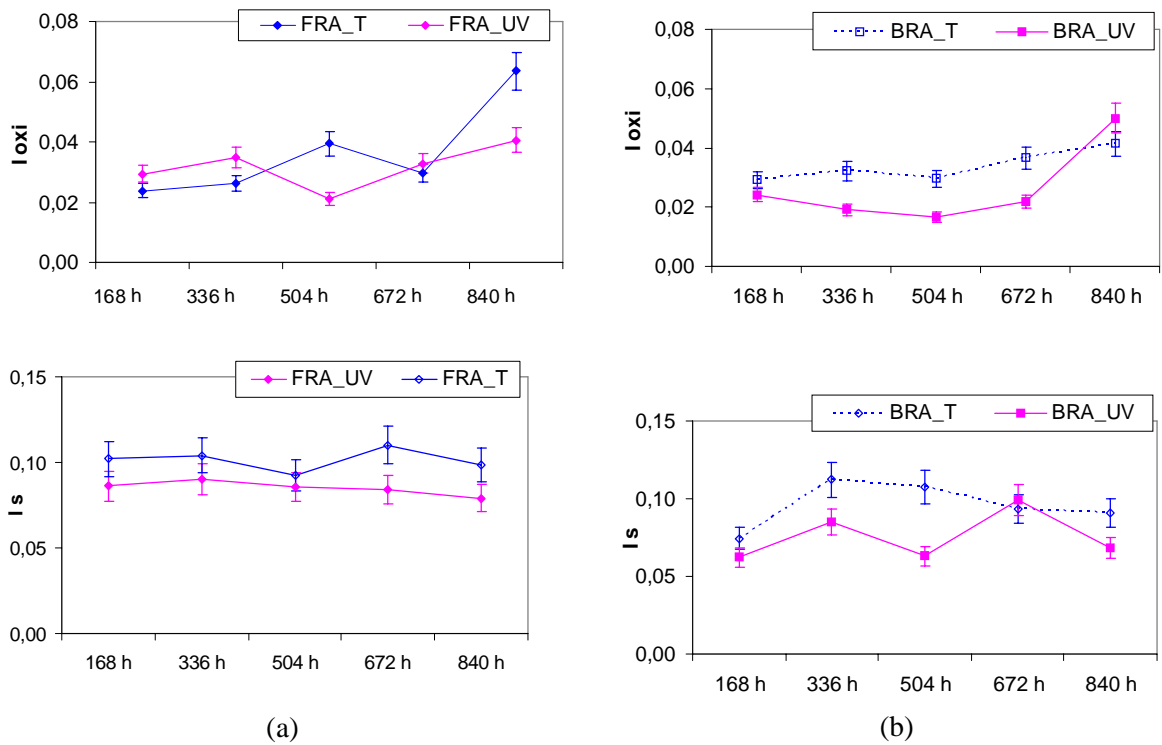 FRA_T FRA_UV
0,08
0,06
0,04
0,02
0,00
I oxi
168 h 336 h 504 h 672 h 840 h
BRA_T BRA_UV
0,08
0,06
0,04
0,02
0,00
I oxi
168 h 336 h 504 h 672 h 840 h
FRA_UV FRA_T
0,15
0,10
0,05
0,00
I s
168 h 336 h 504 h 672 h 840 h
(a)
BRA_T BRA_UV
0,15
0,10
0,05
0,00
I s
168 h 336 h 504 h 672 h 840 h
(b)